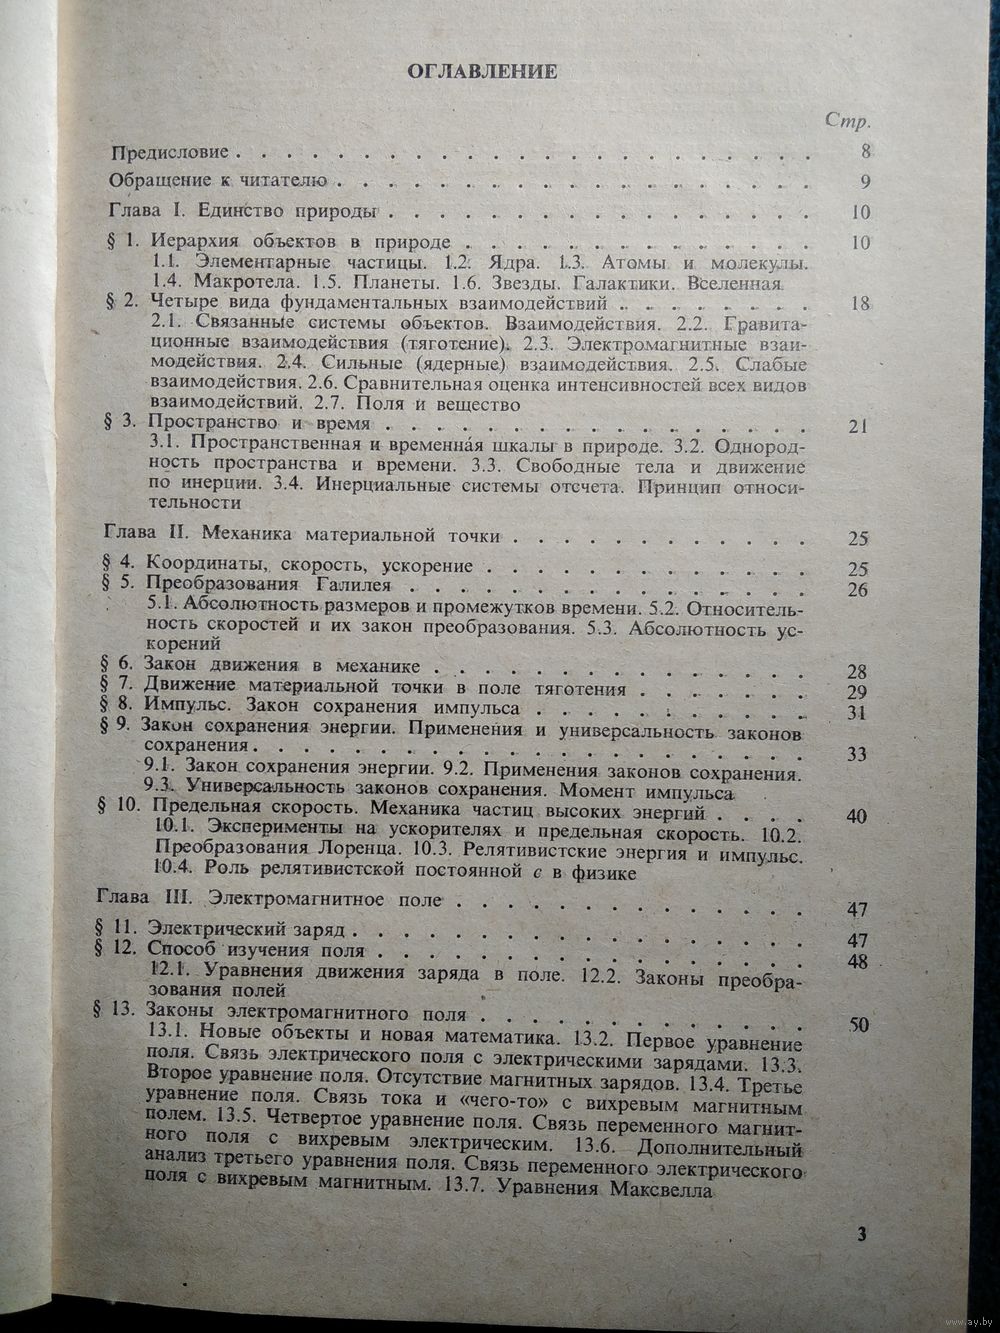 ОГЛАВЛЕНИЕ
Стр.
Предисловие . . . . . . . . . . . . . . . . . . . . . . . 8
Обращение к читателю . . . . . . . . . . . . . . . . . . . 9
Глава I. Единство природы . . . . . . . . . . . . . . . . . 10
§ 1. Иерархия объектов в природе . . . . . . . . . . . . . . 10
1.1. Элементарные частицы. 1.2. Ядра. 1.3. Атомы и молекулы.
1.4. Макротела. 1.5. Планеты. 1.6. Звезды. Галактики. Вселенная
§ 2. Четыре вида фундаментальных взаимодействий . . . . . . . . 18
2.1. Связанные системы объектов. Взаимодействия. 2.2. Гравита-
ционные взаимодействия (тяготение). 2.3. Электромагнитные взаи-
модействия. 2.4. Сильные (ядерные) взаимодействия. 2.5. Слабые
взаимодействия. 2.6. Сравнительная оценка интенсивностей всех видов
взаимодействий. 2.7. Поля и вещество
§ 3. Пространство и время . . . . . . . . . . . . . . . . . 21
3.1. Пространственная и временная шкалы в природе. 3.2. Однород-
ность пространства и времени. 3.3. Свободные тела и движение
по инерции. 3.4. Инерциальные системы отсчета. Принцип относи-
тельности
Глава II. Механика материальной точки . . . . . . . . . . . . 25
§ 4. Координаты, скорость, ускорение . . . . . . . . . . . . . 25
§ 5. Преобразования Галилея . . . . . . . . . . . . . . . . 26
5.1. Абсолютность размеров и промежутков времени. 5.2. Относитель-
ность скоростей и их закон преобразования. 5.3. Абсолютность ус-
корений
§ 6. Закон движения в механике . . . . . . . . . . . . . . . 28
§ 7. Движение материальной точки в поле тяготения . . . . . . . 29
§ 8. Импульс. Закон сохранения импульса . . . . . . . . . . . 31
§ 9. Закон сохранения энергии. Применения и универсальность законов
сохранения . . . . . . . . . . . . . . . . . . . . . . 33
9.1. Закон сохранения энергии. 9.2. Применения законов сохранения.
9.3. Универсальность законов сохранения. Момент импульса
§ 10. Предельная скорость. Механика частиц высоких энергий . . . . 40
10.1. Эксперименты на ускорителях и предельная скорость. 10.2.
Преобразования Лоренца. 10.3. Релятивистские энергия и импульс.
10.4. Роль релятивистской постоянной c в физике
Глава III. Электромагнитное поле . . . . . . . . . . . . . . 47
§ 11. Электрический заряд . . . . . . . . . . . . . . . . . . 47
§ 12. Способ изучения поля . . . . . . . . . . . . . . . . . 48
12.1. Уравнения движения заряда в поле. 12.2. Законы преобра-
зования полей
§ 13. Законы электромагнитного поля . . . . . . . . . . . . . 50
13.1. Новые объекты и новая математика. 13.2. Первое уравнение
поля. Связь электрического поля с электрическими зарядами. 13.3.
Второе уравнение поля. Отсутствие магнитных зарядов. 13.4. Третье
уравнение поля. Связь тока и «чего-то» с вихревым магнитным
полем. 13.5. Четвертое уравнение поля. Связь переменного магнит-
ного поля с вихревым электрическим. 13.6. Дополнительный
анализ третьего уравнения поля. Связь переменного электрического
поля с вихревым магнитным. 13.7. Уравнения Максвелла
3
www.ay.by